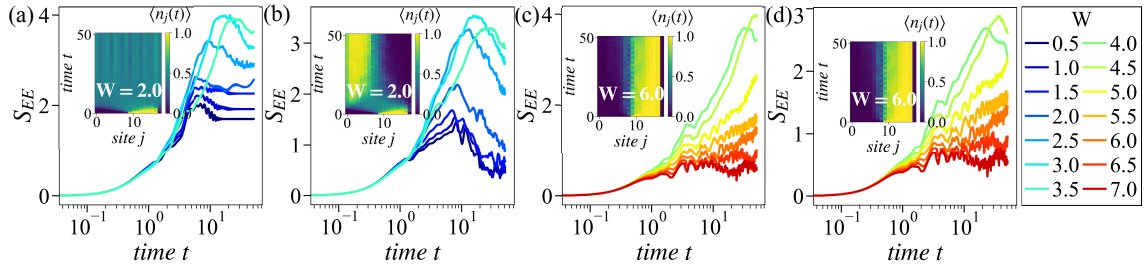 (a)
⟨n_j(t)⟩
S_EE
4
2
0
time t
50
0
W = 2.0
1.0
0.5
0.0
0
10
site j
10^{-1}
10^0
10^1
time t
(b)
⟨n_j(t)⟩
S_EE
3
2
1
0
time t
50
0
W = 2.0
1.0
0.5
0.0
0
10
site j
10^{-1}
10^0
10^1
time t
(c)
⟨n_j(t)⟩
S_EE
4
2
0
time t
50
0
W = 6.0
1.0
0.5
0.0
0
10
site j
10^{-1}
10^0
10^1
time t
(d)
⟨n_j(t)⟩
S_EE
3
2
1
0
time t
50
0
W = 6.0
1.0
0.5
0.0
0
10
site j
10^{-1}
10^0
10^1
time t
W
0.5 4.0
1.0 4.5
1.5 5.0
2.0 5.5
2.5 6.0
3.0 6.5
3.5 7.0